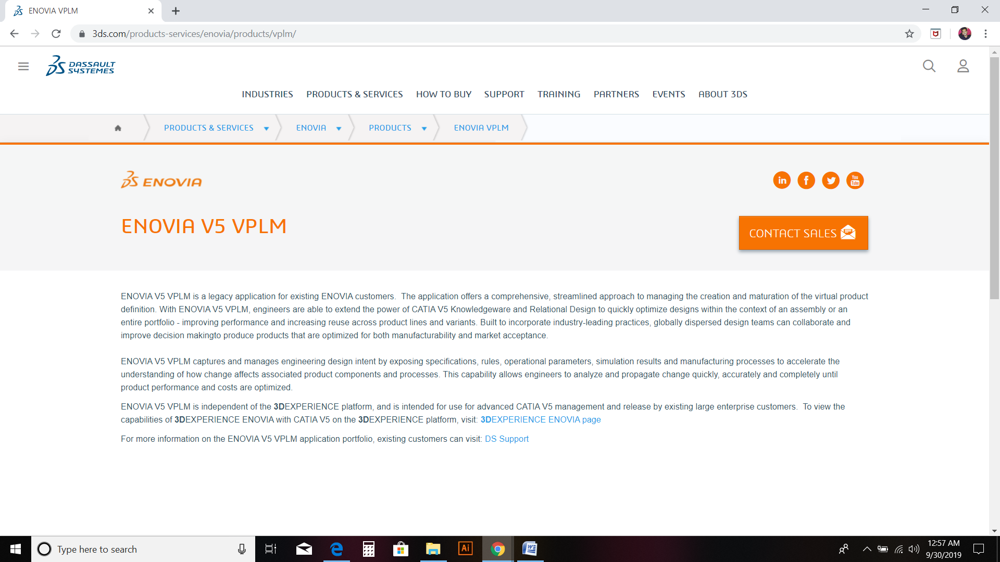 ENOVIA VPLM
3ds.com/products-services/enovia/products/vplm/
DASSAULT
SYSTEMES
INDUSTRIES PRODUCTS & SERVICES HOW TO BUY SUPPORT TRAINING PARTNERS EVENTS ABOUT 3DS
PRODUCTS & SERVICES ENOVIA PRODUCTS ENOVIA VPLM
ENOVIA
in f You Tube
ENOVIA V5 VPLM
CONTACT SALES
ENOVIA V5 VPLM is a legacy application for existing ENOVIA customers.  The application offers a comprehensive, streamlined approach to managing the creation and maturation of the virtual product
definition. With ENOVIA V5 VPLM, engineers are able to extend the power of CATIA V5 Knowledgeware and Relational Design to quickly optimize designs within the context of an assembly or an
entire portfolio - improving performance and increasing reuse across product lines and variants. Built to incorporate industry-leading practices, globally dispersed design teams can collaborate and
improve decision makingto produce products that are optimized for both manufacturability and market acceptance.
ENOVIA V5 VPLM captures and manages engineering design intent by exposing specifications, rules, operational parameters, simulation results and manufacturing processes to accelerate the
understanding of how change affects associated product components and processes. This capability allows engineers to analyze and propagate change quickly, accurately and completely until
product performance and costs are optimized.
ENOVIA V5 VPLM is independent of the 3DEXPERIENCE platform, and is intended for use for advanced CATIA V5 management and release by existing large enterprise customers.  To view the
capabilities of 3DEXPERIENCE ENOVIA with CATIA V5 on the 3DEXPERIENCE platform, visit: 3DEXPERIENCE ENOVIA page
For more information on the ENOVIA V5 VPLM application portfolio, existing customers can visit: DS Support
Type here to search
Ai
W
12:57 AM
9/30/2019